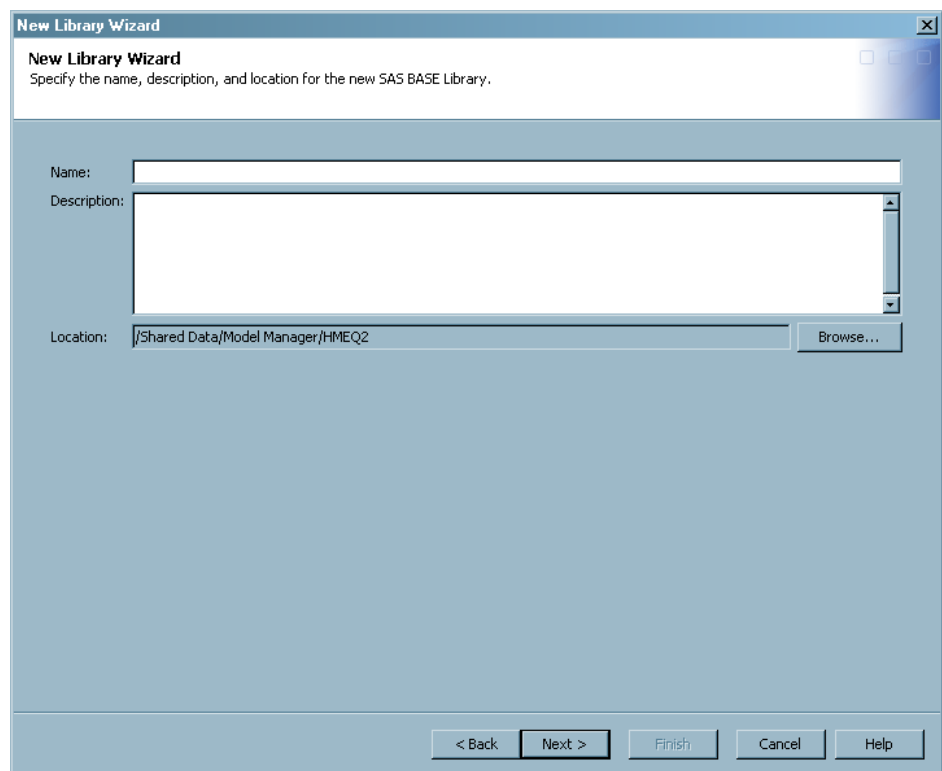 New Library Wizard
New Library Wizard
Specify the name, description, and location for the new SAS BASE Library.
Name:
Description:
Location: /Shared Data/Model Manager/HMEQ2 Browse...
< Back Next > Finish Cancel Help